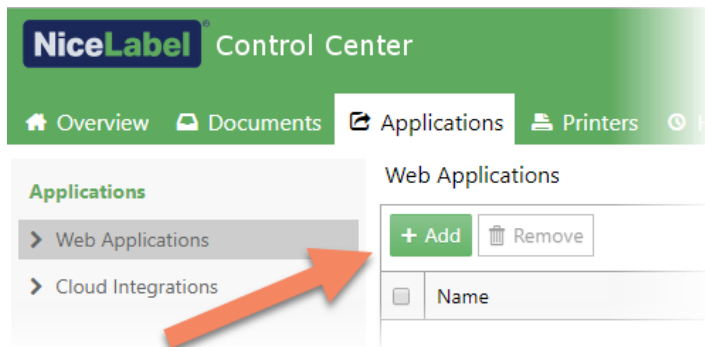 NiceLabel® Control Center
Overview Documents Applications Printers H
Applications
Web Applications
Cloud Integrations
Web Applications
+ Add Remove
Name